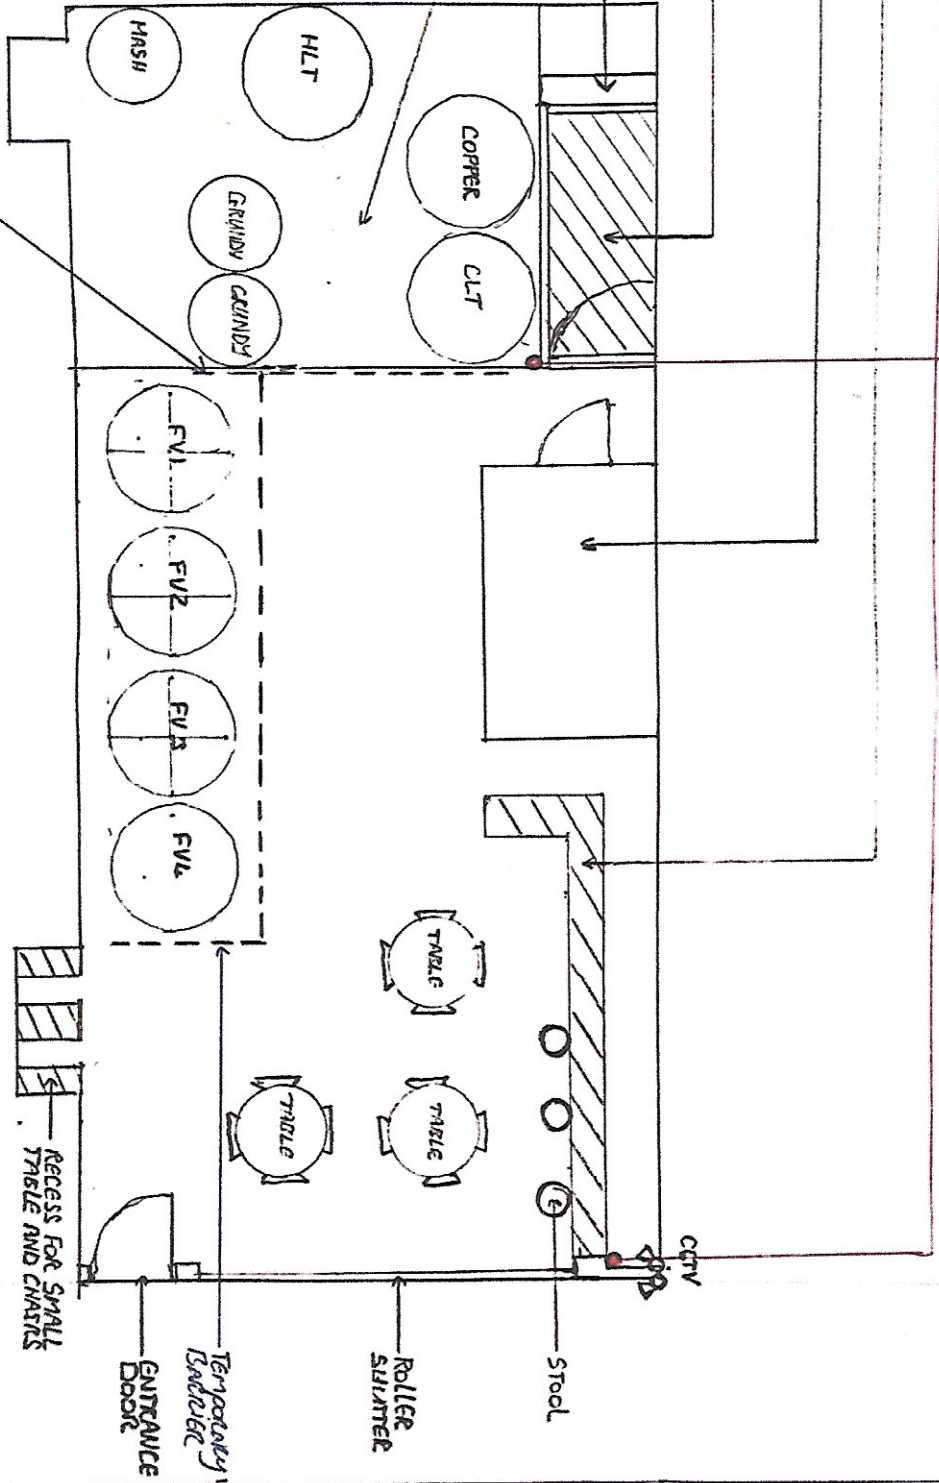 MASH
HLT
COPPER
GRUNDY
GRUNDY
CLT
FV1
FV2
FV3
FV4
TABLE
TABLE
TABLE
CCTV
STOOL
ROLLER
SHUTTER
TEMPORARY
BARRIER
ENTRANCE
DOOR
RECESS FOR SMALL
TABLE AND CHAIRS